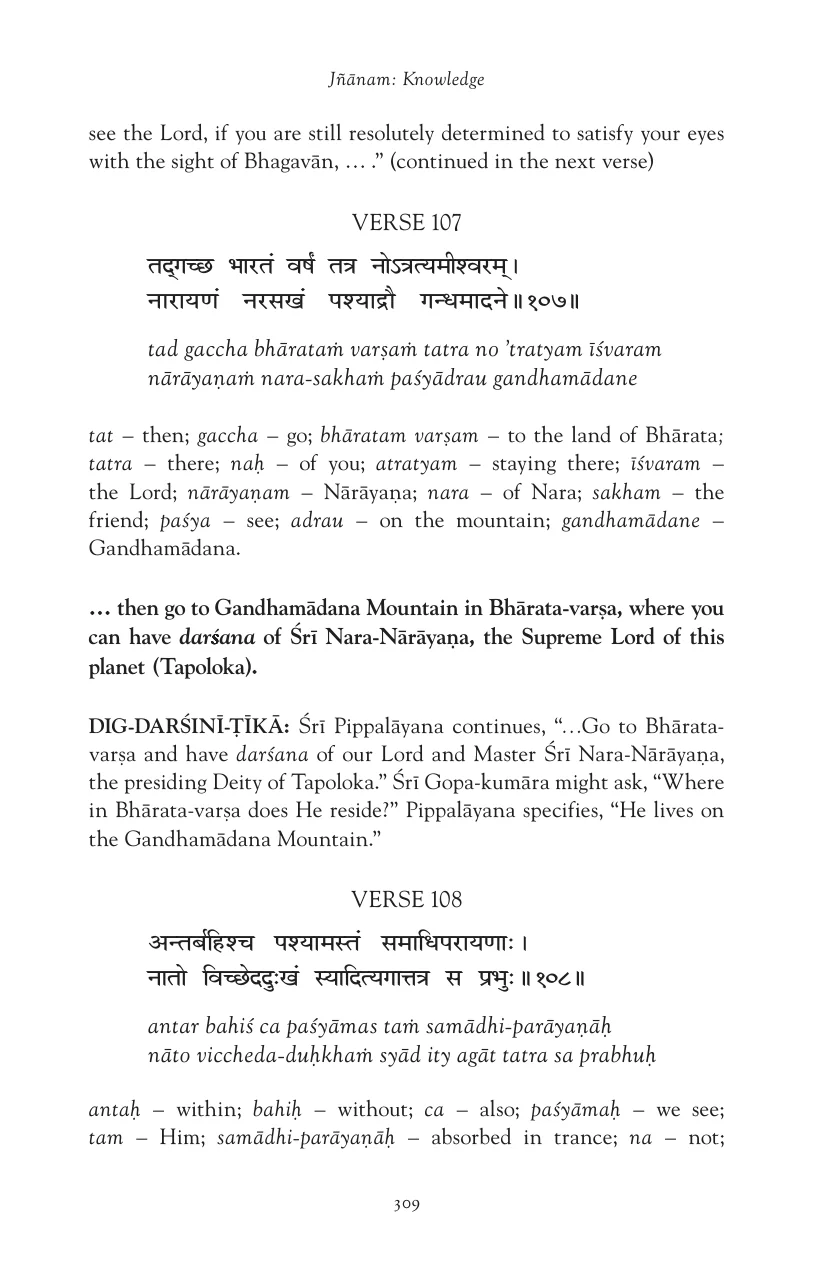 Jñānam: Knowledge
see the Lord, if you are still resolutely determined to satisfy your eyes
with the sight of Bhagavān, … .” (continued in the next verse)
VERSE 107
तद्गच्छ भारतं वर्षं तत्र नोऽत्रत्यमीश्वरम्।
नारायणं नरसखं पश्याद्रौ गन्धमादने॥१०७॥
tad gaccha bhārataṁ varṣaṁ tatra no ’tratyam īśvaram
nārāyaṇaṁ nara-sakhaṁ paśyādrau gandhamādane
tat – then; gaccha – go; bhāratam varṣam – to the land of Bhārata;
tatra – there; naḥ – of you; atratyam – staying there; īśvaram –
the Lord; nārāyaṇam – Nārāyaṇa; nara – of Nara; sakham – the
friend; paśya – see; adrau – on the mountain; gandhamādane –
Gandhamādana.
… then go to Gandhamādana Mountain in Bhārata-varṣa, where you
can have darśana of Śrī Nara-Nārāyaṇa, the Supreme Lord of this
planet (Tapoloka).
DIG-DARŚINĪ-ṬĪKĀ: Śrī Pippalāyana continues, “…Go to Bhārata-
varṣa and have darśana of our Lord and Master Śrī Nara-Nārāyaṇa,
the presiding Deity of Tapoloka.” Śrī Gopa-kumāra might ask, “Where
in Bhārata-varṣa does He reside?” Pippalāyana specifies, “He lives on
the Gandhamādana Mountain.”
VERSE 108
अन्तर्बहिश्च पश्यामस्तं समाधिपरायणाः।
नातो विच्छेददुःखं स्यादित्यगात्तत्र स प्रभुः॥१०८॥
antar bahiś ca paśyāmas taṁ samādhi-parāyaṇāḥ
nāto viccheda-duḥkhaṁ syād ity agāt tatra sa prabhuḥ
antaḥ – within; bahiḥ – without; ca – also; paśyāmaḥ – we see;
tam – Him; samādhi-parāyaṇāḥ – absorbed in trance; na – not;
309